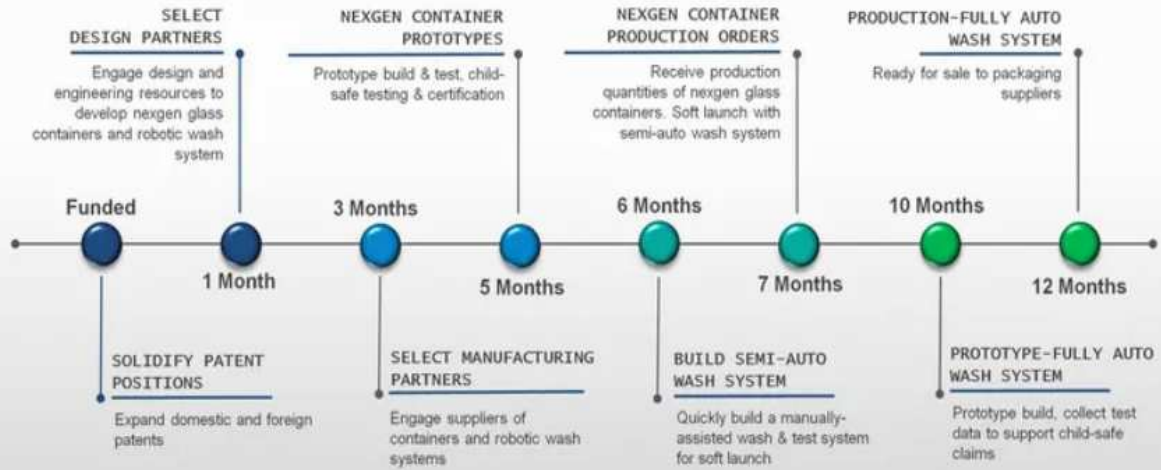 SELECT
DESIGN PARTNERS
Engage design and
engineering resources to
develop nexgen glass
containers and robotic wash
system
NEXGEN CONTAINER
PROTOTYPES
Prototype build & test, child-
safe testing & certification
NEXGEN CONTAINER
PRODUCTION ORDERS
Receive production
quantities of nexgen glass
containers. Soft launch with
semi-auto wash system
PRODUCTION-FULLY AUTO
WASH SYSTEM
Ready for sale to packaging
suppliers
Funded
1 Month
3 Months
5 Months
6 Months
7 Months
10 Months
12 Months
SOLIDIFY PATENT
POSITIONS
Expand domestic and foreign
patents
SELECT MANUFACTURING
PARTNERS
Engage suppliers of
containers and robotic wash
systems
BUILD SEMI-AUTO
WASH SYSTEM
Quickly build a manually-
assisted wash & test system
for soft launch
PROTOTYPE-FULLY AUTO
WASH SYSTEM
Prototype build, collect test
data to support child-safe
claims